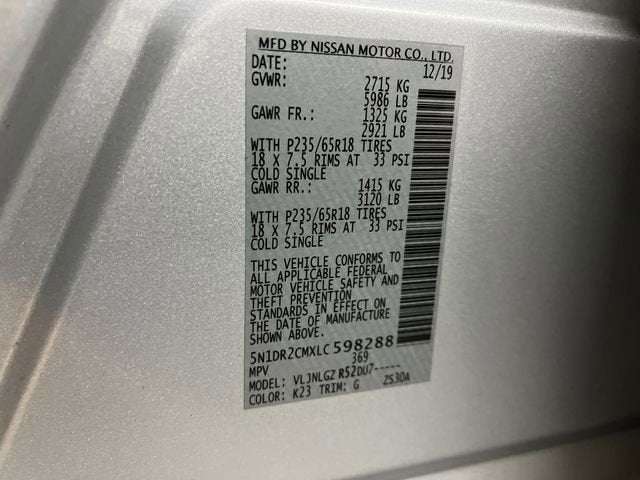 MFD BY NISSAN MOTOR CO., LTD.
DATE: 12/19
GVWR: 2715 KG
5986 LB
GAWR FR.: 1325 KG
2921 LB
WITH P235/65R18 TIRES
18 X 7.5 RIMS AT 33 PSI
COLD SINGLE
GAWR RR.: 1415 KG
3120 LB
WITH P235/65R18 TIRES
18 X 7.5 RIMS AT 33 PSI
COLD SINGLE
THIS VEHICLE CONFORMS TO
ALL APPLICABLE FEDERAL
MOTOR VEHICLE SAFETY AND
THEFT PREVENTION
STANDARDS IN EFFECT ON
THE DATE OF MANUFACTURE
SHOWN ABOVE.
5N1DR2CMXLC598288
MPV 369
MODEL: VLJNLGZ R52DU7-----
COLOR: K23 TRIM: G ZS30A